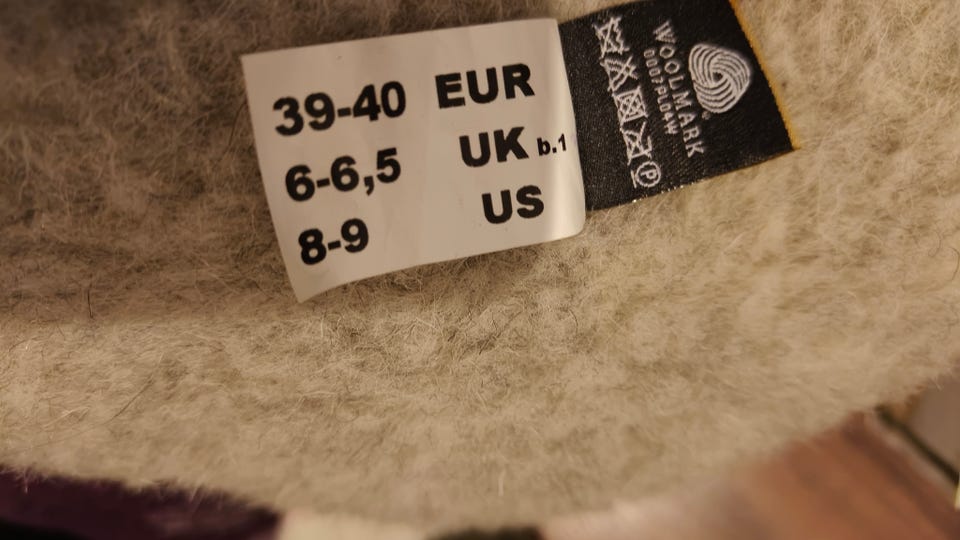 39-40 EUR
6-6,5 UK b.1
8-9 US
WOOLMARK
P